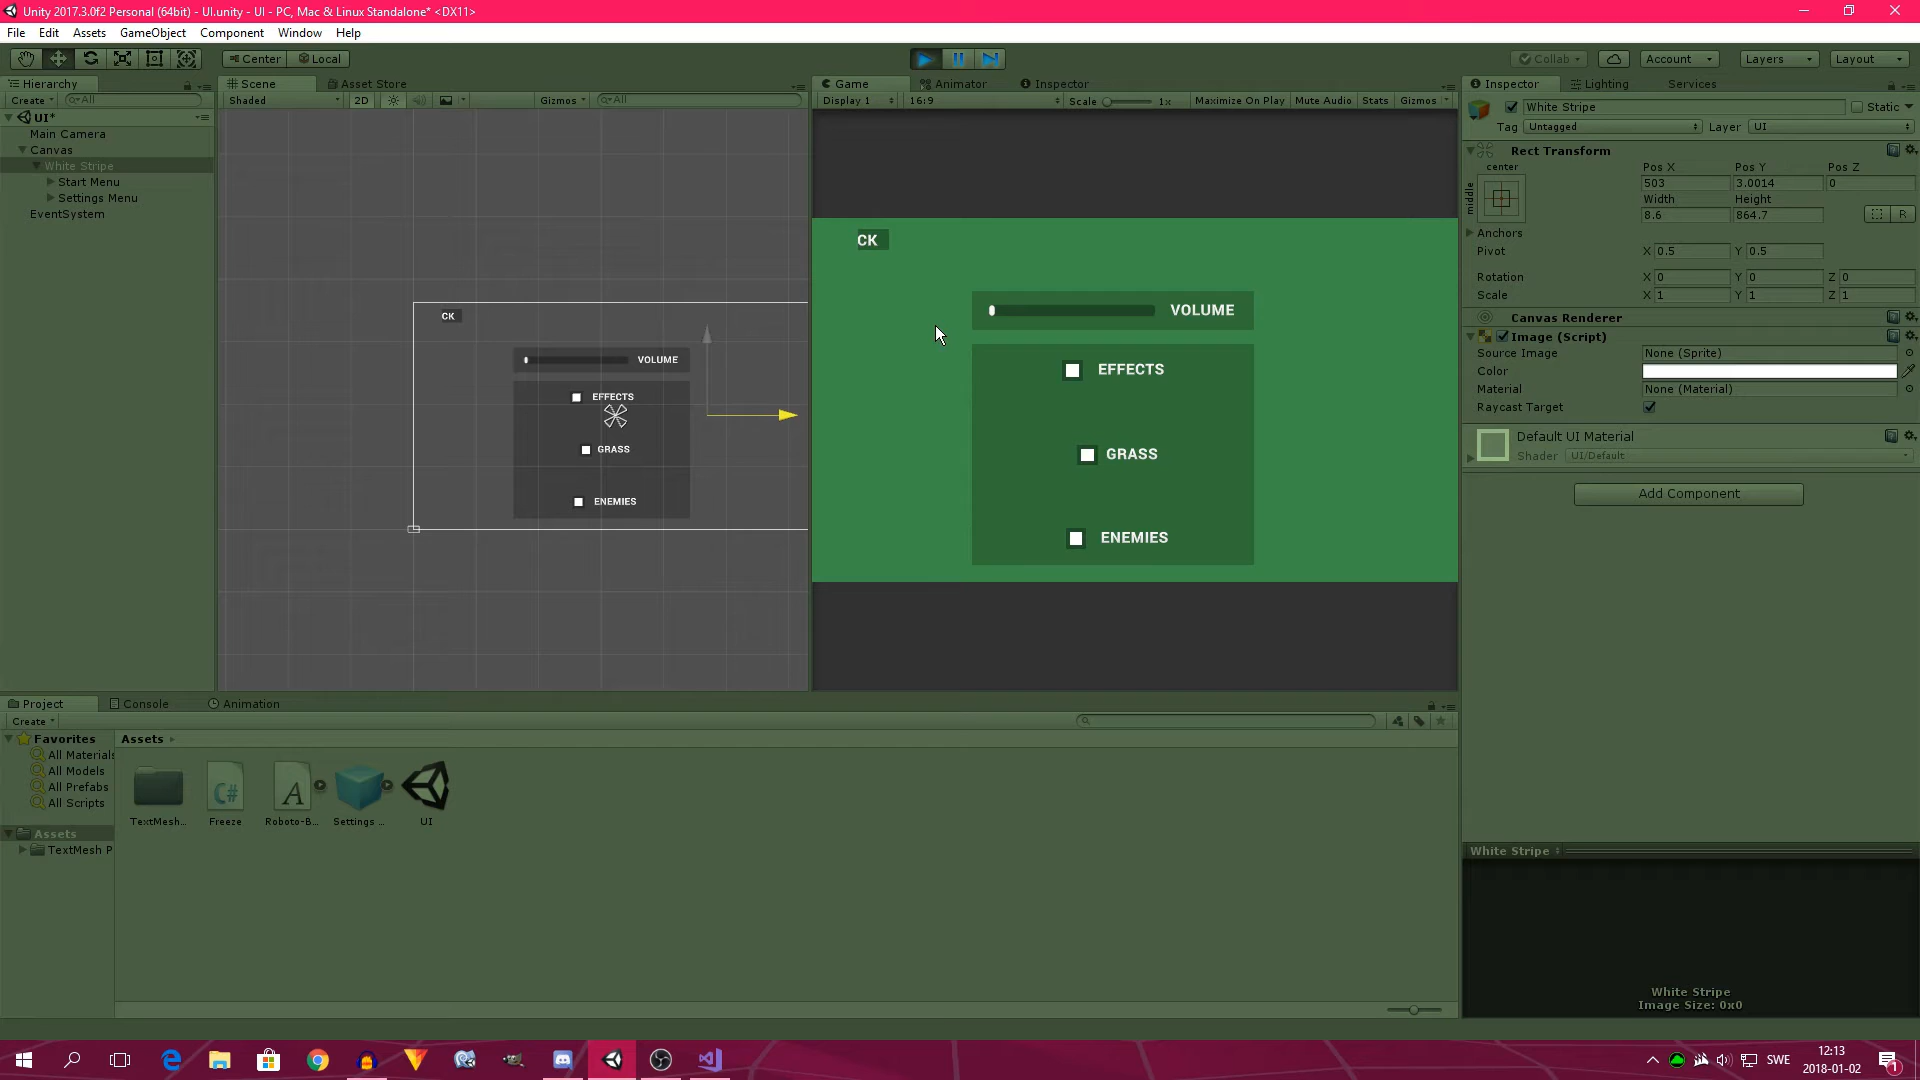 Unity 2017.3.0f2 Personal (64bit) - UI.unity - UI - PC, Mac & Linux Standalone* <DX11>
File Edit Assets GameObject Component Window Help
Center Local Collab Account Layers Layout
Hierarchy Scene Asset Store Game Animator Inspector Inspector Lighting Services
Create All Shaded 2D Gizmos All Display 1 16:9 Scale 1x Maximize On Play Mute Audio Stats Gizmos
White Stripe Static
Tag Untagged Layer UI
UI*
Main Camera
Canvas
White Stripe
Start Menu
Settings Menu
EventSystem
CK
VOLUME
EFFECTS
GRASS
ENEMIES
CK
VOLUME
EFFECTS
GRASS
ENEMIES
Rect Transform
center Pos X Pos Y Pos Z
middle 503 3.0014 0
Width Height
8.6 864.7 R
Anchors
Pivot X 0.5 Y 0.5
Rotation X 0 Y 0 Z 0
Scale X 1 Y 1 Z 1
Canvas Renderer
Image (Script)
Source Image None (Sprite)
Color
Material None (Material)
Raycast Target
Default UI Material
Shader UI/Default
Add Component
Project Console Animation
Create
Favorites
All Materials
All Models
All Prefabs
All Scripts
Assets
TextMesh P
Assets
C# A
TextMesh... Freeze Roboto-B... Settings ... UI
White Stripe
White Stripe
Image Size: 0x0
SWE
12:13
2018-01-02
1